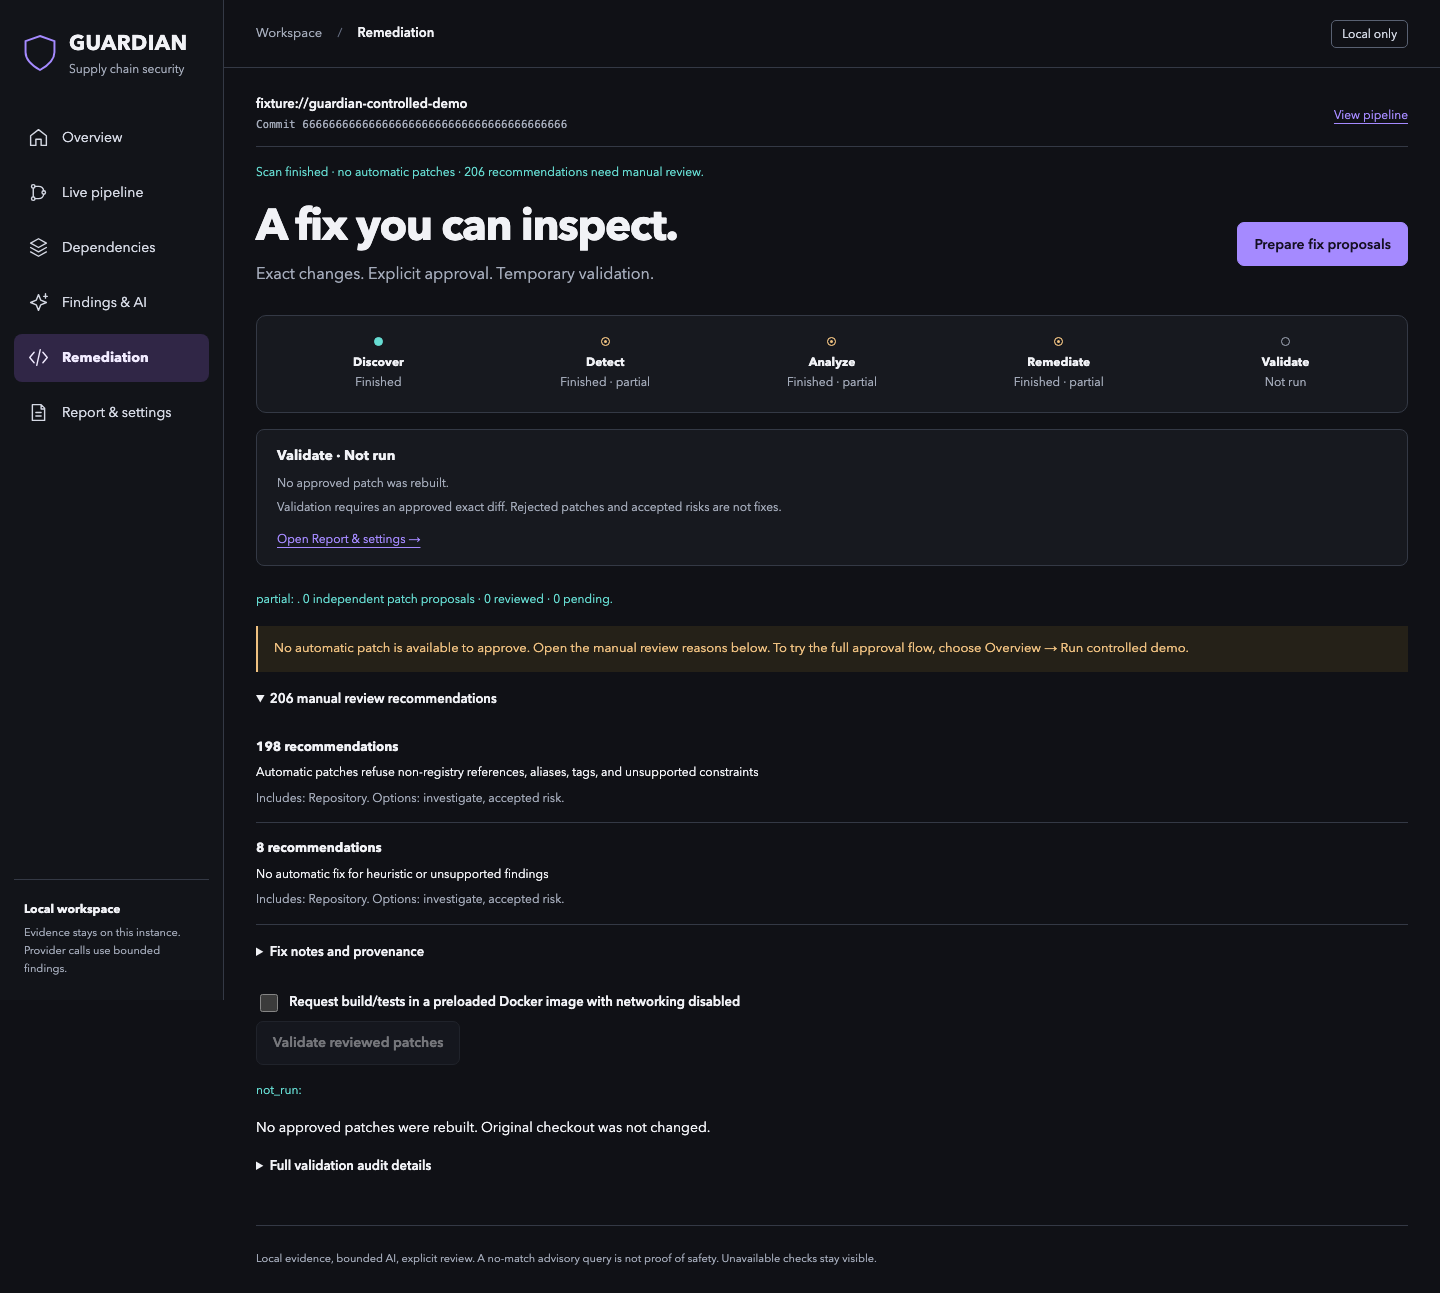 GUARDIAN
Supply chain security
Overview
Live pipeline
Dependencies
Findings & AI
Remediation
Report & settings
Local workspace
Evidence stays on this instance.
Provider calls use bounded
findings.
Workspace / Remediation
Local only
fixture://guardian-controlled-demo
Commit 6666666666666666666666666666666666666666
View pipeline
Scan finished · no automatic patches · 206 recommendations need manual review.
A fix you can inspect.
Exact changes. Explicit approval. Temporary validation.
Prepare fix proposals
Discover
Finished
Detect
Finished · partial
Analyze
Finished · partial
Remediate
Finished · partial
Validate
Not run
Validate · Not run
No approved patch was rebuilt.
Validation requires an approved exact diff. Rejected patches and accepted risks are not fixes.
Open Report & settings →
partial: . 0 independent patch proposals · 0 reviewed · 0 pending.
No automatic patch is available to approve. Open the manual review reasons below. To try the full approval flow, choose Overview → Run controlled demo.
▼ 206 manual review recommendations
198 recommendations
Automatic patches refuse non-registry references, aliases, tags, and unsupported constraints
Includes: Repository. Options: investigate, accepted risk.
8 recommendations
No automatic fix for heuristic or unsupported findings
Includes: Repository. Options: investigate, accepted risk.
▶ Fix notes and provenance
Request build/tests in a preloaded Docker image with networking disabled
Validate reviewed patches
not_run:
No approved patches were rebuilt. Original checkout was not changed.
▶ Full validation audit details
Local evidence, bounded AI, explicit review. A no-match advisory query is not proof of safety. Unavailable checks stay visible.